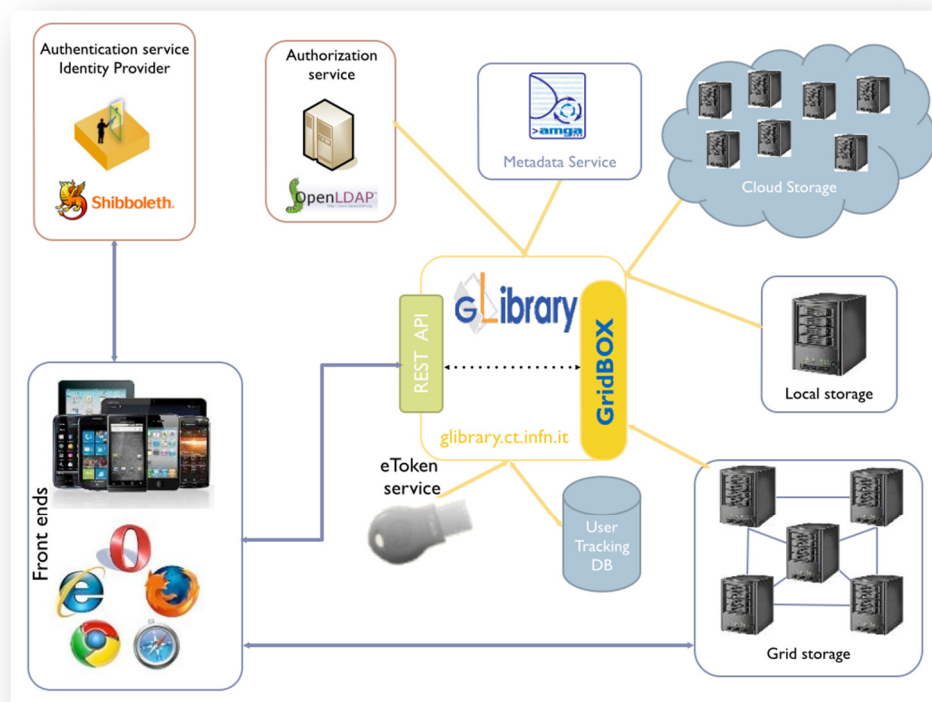 Authentication service
Identity Provider
Shibboleth.
Authorization
service
OpenLDAP
>amga
Metadata Service
Cloud Storage
gLibrary
REST API
GridBOX
glibrary.ct.infn.it
Local storage
eToken
service
User
Tracking
DB
Front ends
Grid storage